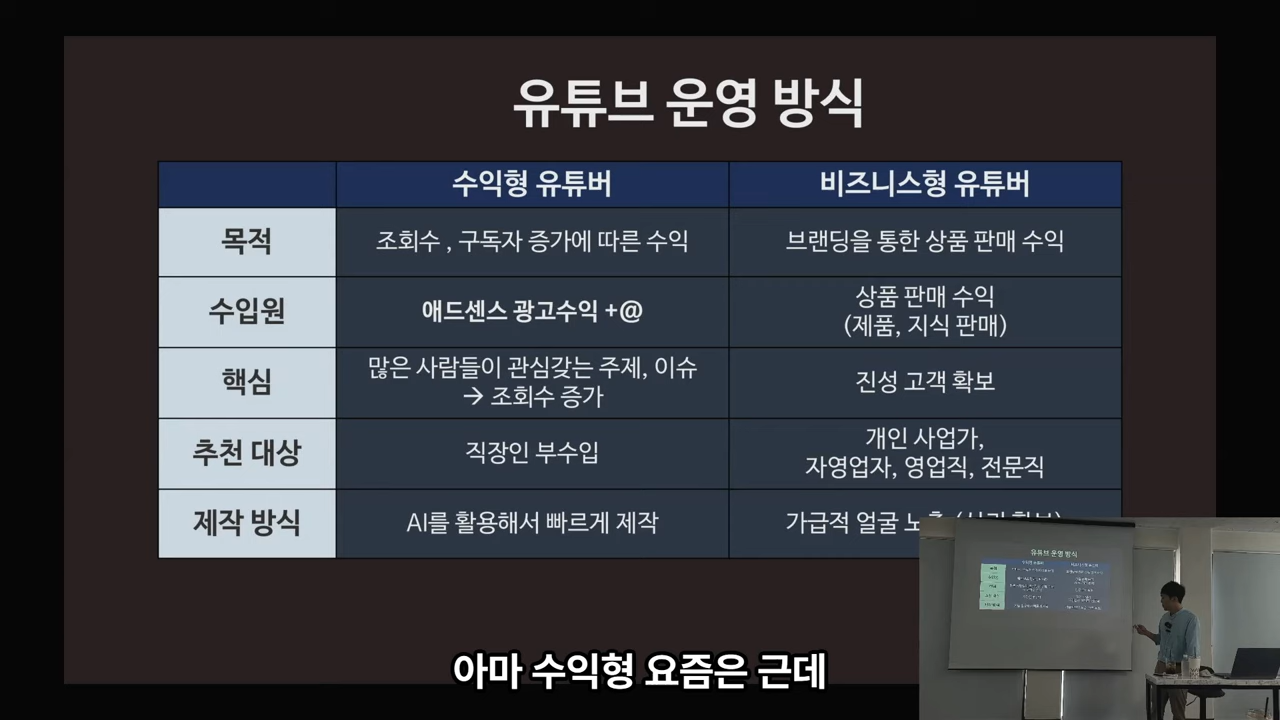 유튜브 운영 방식
수익형 유튜버 비즈니스형 유튜버
목적 조회수 , 구독자 증가에 따른 수익 브랜딩을 통한 상품 판매 수익
수입원 애드센스 광고수익 +@ 상품 판매 수익
(제품, 지식 판매)
핵심 많은 사람들이 관심갖는 주제, 이슈
→ 조회수 증가 진성 고객 확보
추천 대상 직장인 부수입 개인 사업가,
자영업자, 영업직, 전문직
제작 방식 AI를 활용해서 빠르게 제작 가급적 얼굴
아마 수익형 요즘은 근데
유튜브 운영 방식